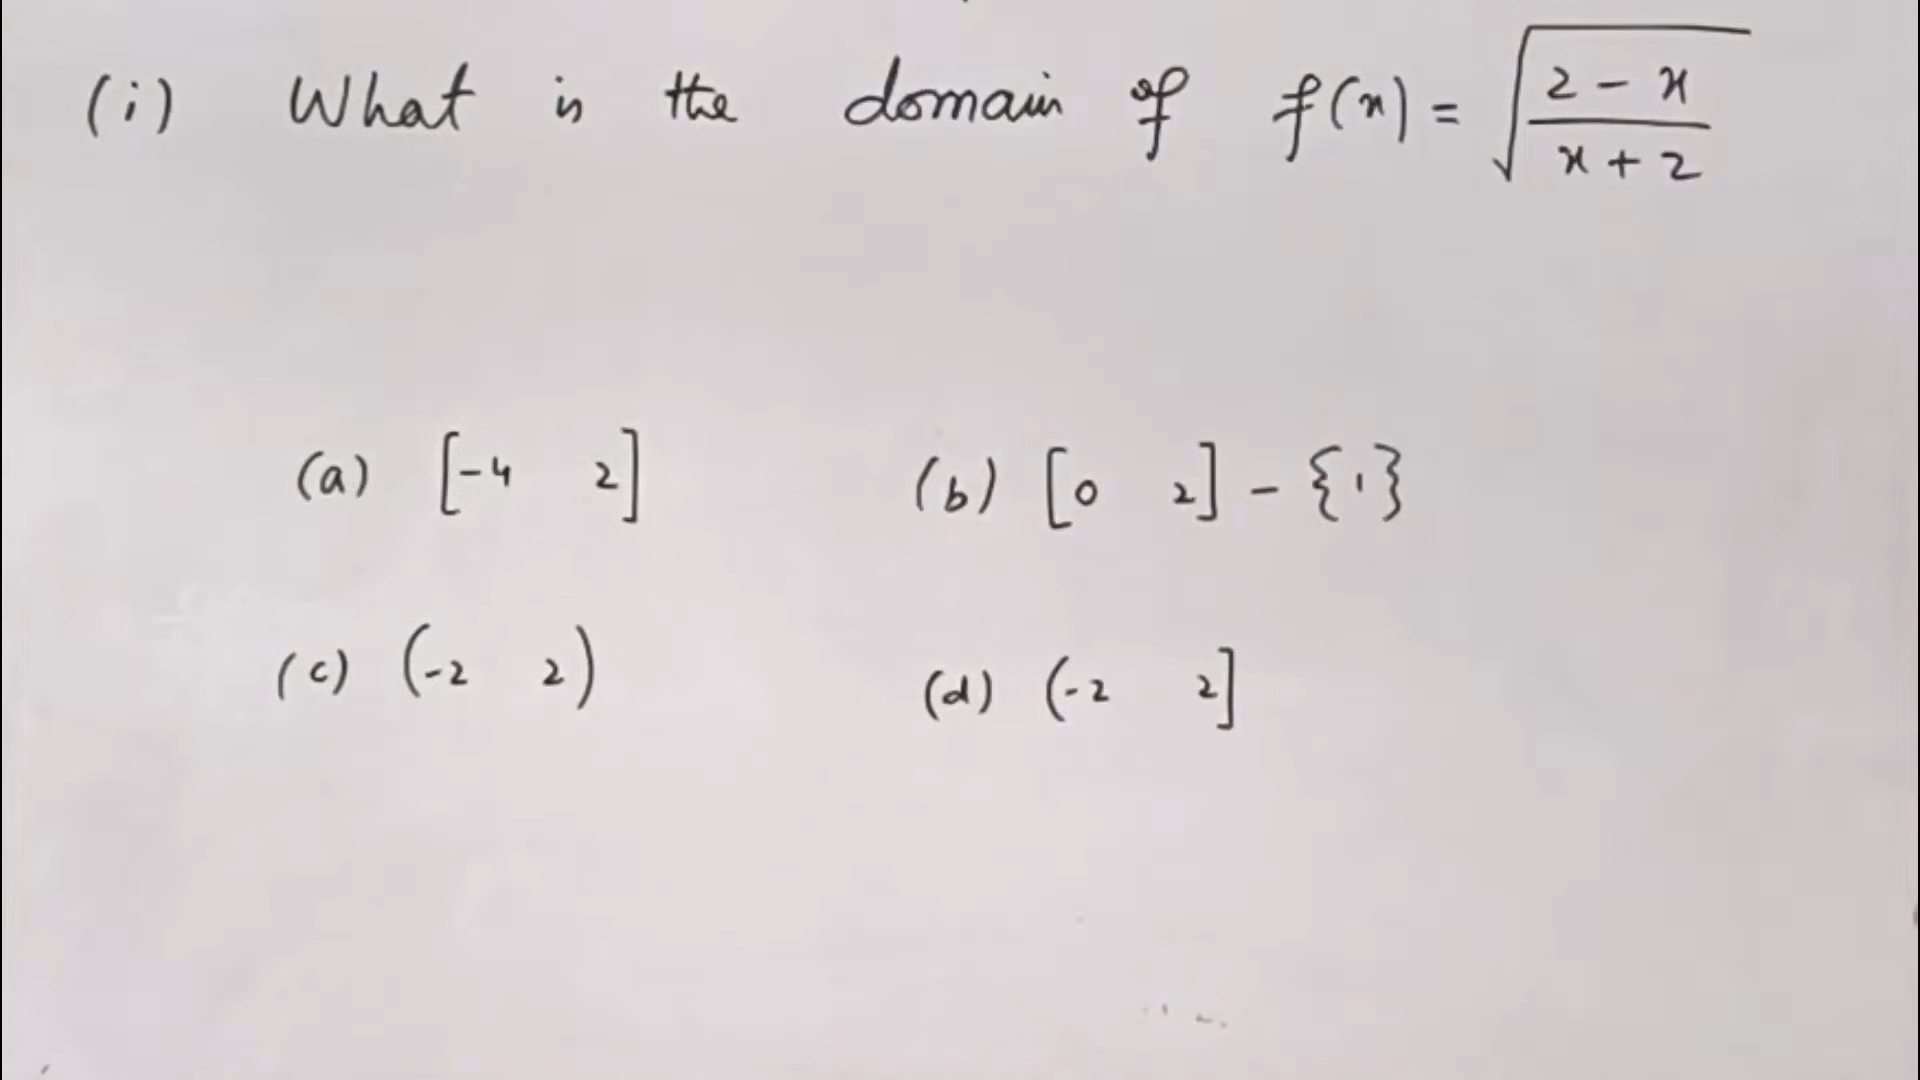 (i) What is the domain of f(x) = √((2 - x)/(x + 2))
(a) [-4 2] (b) [0 2] - {1}
(c) (-2 2) (d) (-2 2]